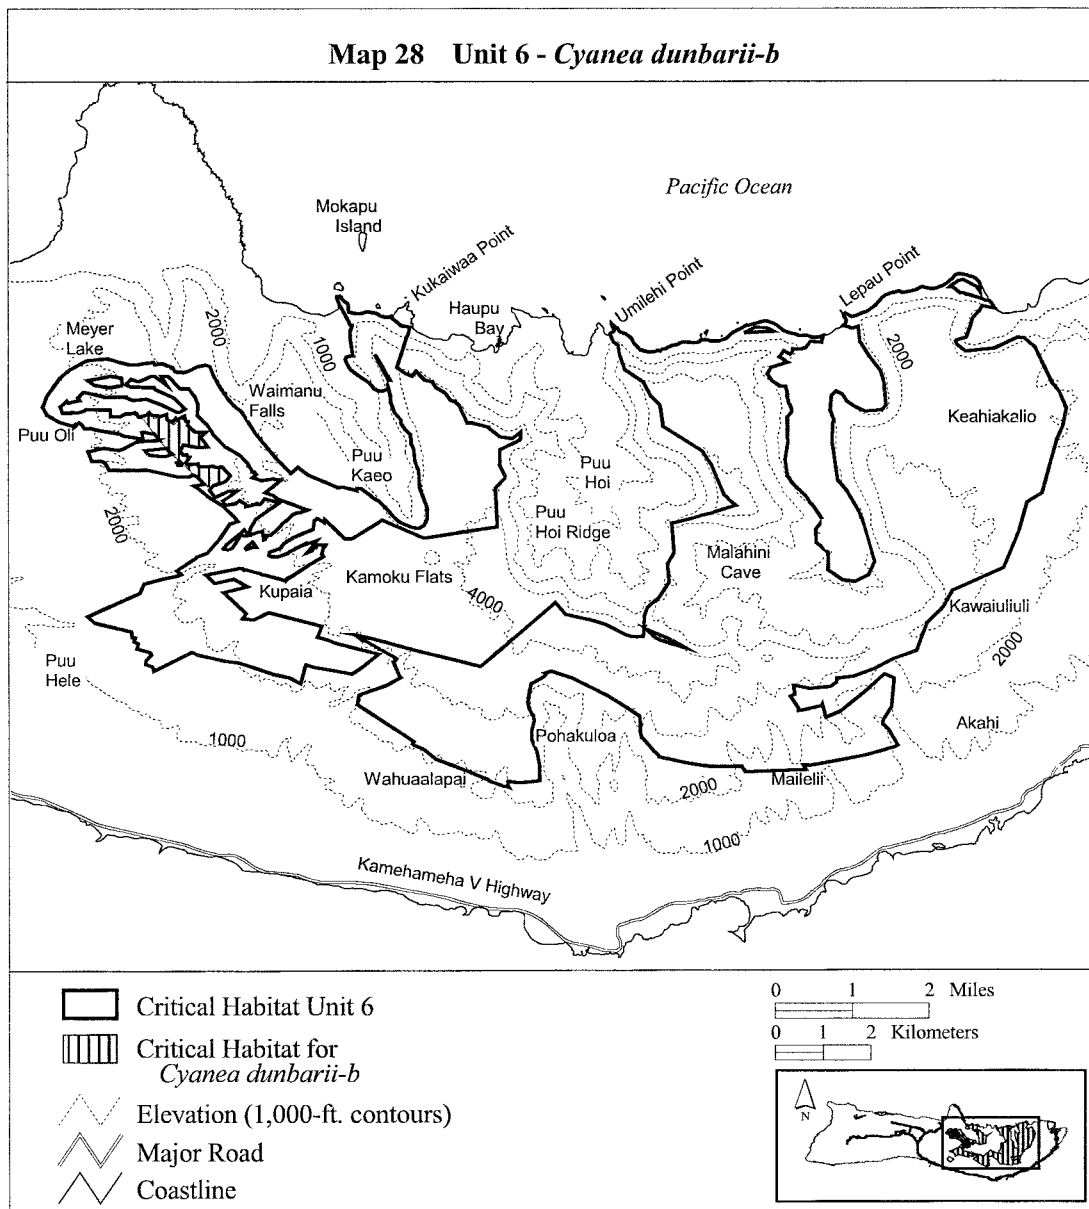 Map 28 Unit 6 - Cyanea dunbarii-b
Pacific Ocean
Mokapu
Island
Kukaiwaa Point
Haupu
Bay
Umilehi Point
Lepau Point
Meyer
Lake
2000
1000
2000
Waimanu
Falls
Keahiakalio
Puu Oli
Puu
Kaeo
Puu
Hoi
Puu
Hoi Ridge
2000
Malahini
Cave
Kamoku Flats
Kupaia
4000
Kawaiuliuli
2000
Puu
Hele
Akahi
1000
Pohakuloa
Wahuaalapai
Mailelii
2000
1000
Kamehameha V Highway
Critical Habitat Unit 6
Critical Habitat for
Cyanea dunbarii-b
Elevation (1,000-ft. contours)
Major Road
Coastline
0 1 2 Miles
0 1 2 Kilometers
N